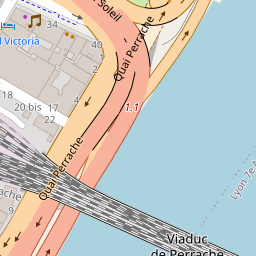 Soleil
34
Victoria
40
Quai Perrache
18
20 bis
17
22
1.1
Quai Perrache
Perrache
9
Lyon 7e A
Viaduc
de Perrache